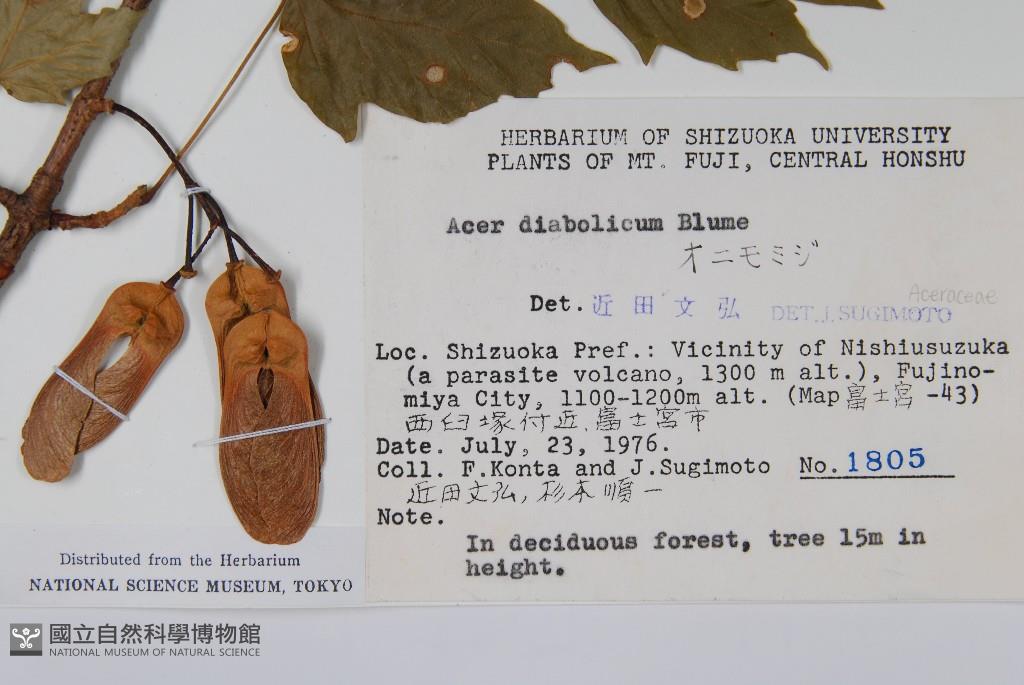 HERBARIUM OF SHIZUOKA UNIVERSITY
PLANTS OF MT. FUJI, CENTRAL HONSHU
Acer diabolicum Blume
オニモミジ
Aceraceae
Det. 近田文弘 DET.J.SUGIMOTO
Loc. Shizuoka Pref.: Vicinity of Nishiusuzuka
(a parasite volcano, 1300 m alt.), Fujino-
miya City, 1100-1200m alt. (Map 富士宮 -43)
西臼塚付近、富士宮市
Date. July, 23, 1976.
Coll. F.Konta and J.Sugimoto No. 1805
近田文弘, 杉本順一
Note.
In deciduous forest, tree 15m in
height.
Distributed from the Herbarium
NATIONAL SCIENCE MUSEUM, TOKYO
國立自然科學博物館
NATIONAL MUSEUM OF NATURAL SCIENCE